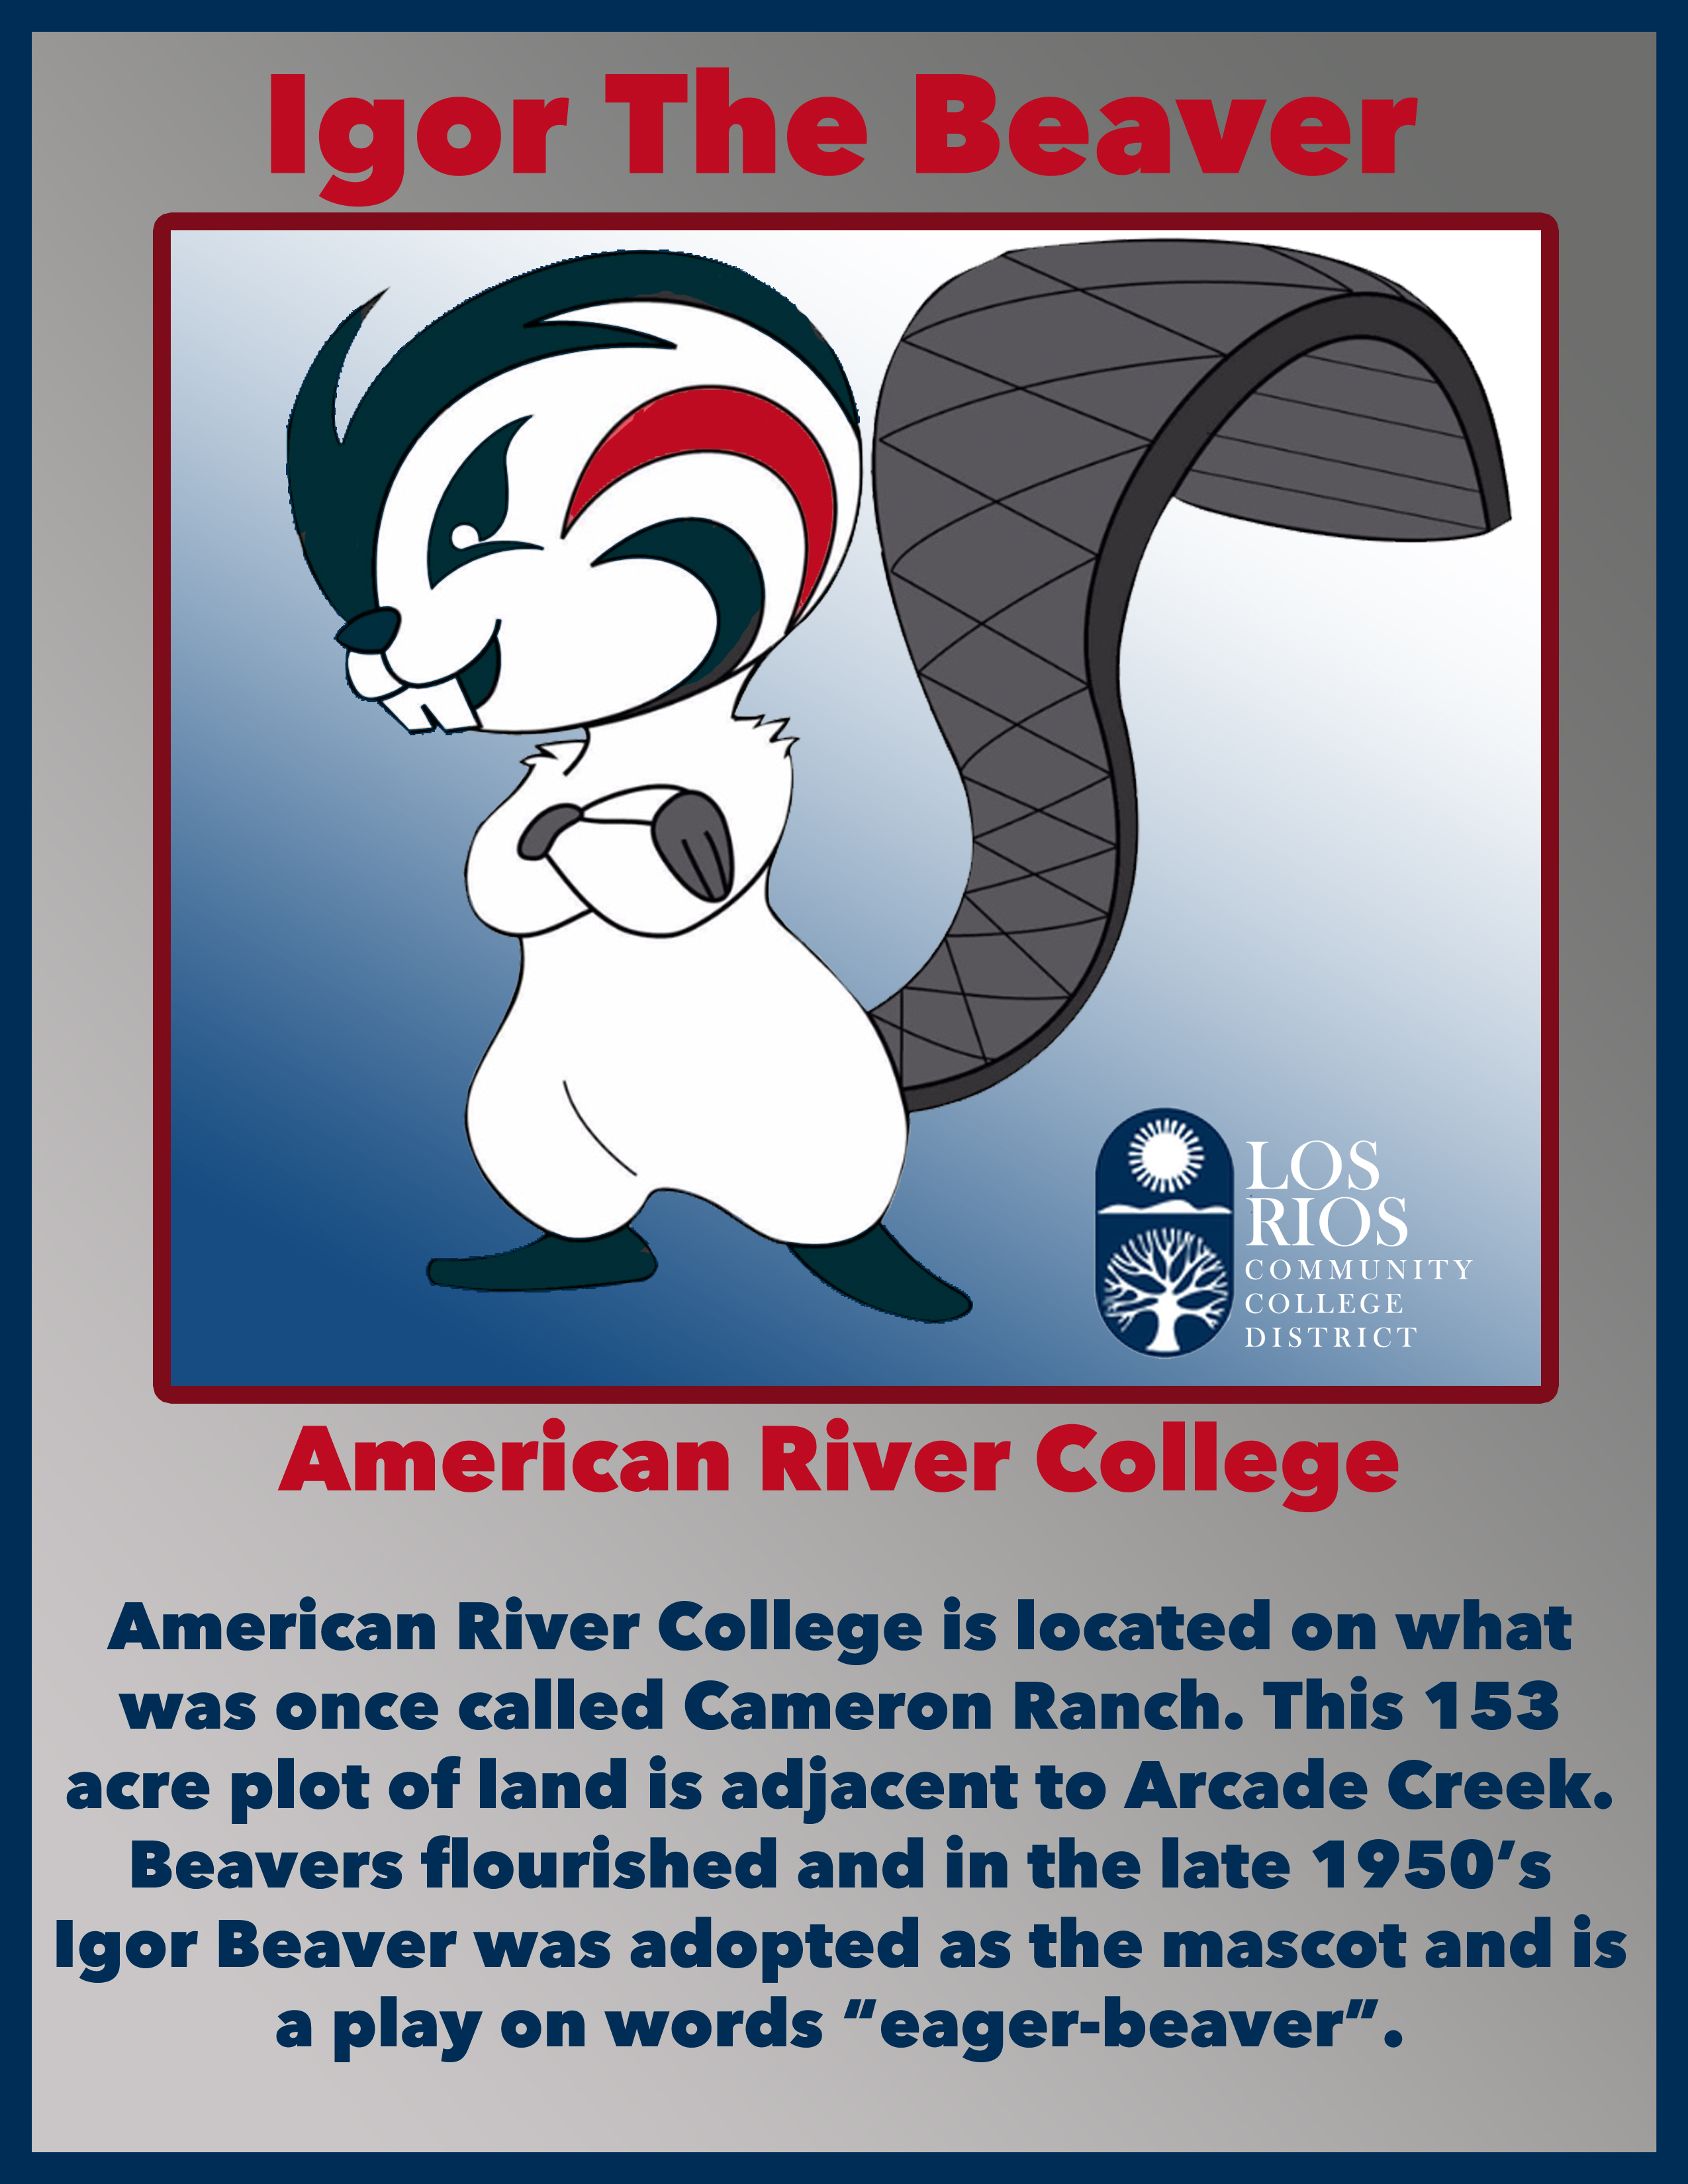 Igor The Beaver
LOS
RIOS
COMMUNITY
COLLEGE
DISTRICT
American River College
American River College is located on what
was once called Cameron Ranch. This 153
acre plot of land is adjacent to Arcade Creek.
Beavers flourished and in the late 1950’s
Igor Beaver was adopted as the mascot and is
a play on words “eager-beaver”.